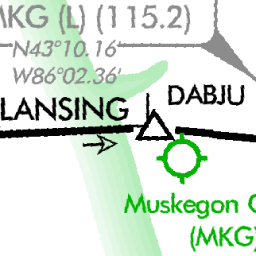 MKG (L) (115.2)
N43°10.16'
W86°02.36'
LANSING
DABJU
Muskegon C
(MKG)